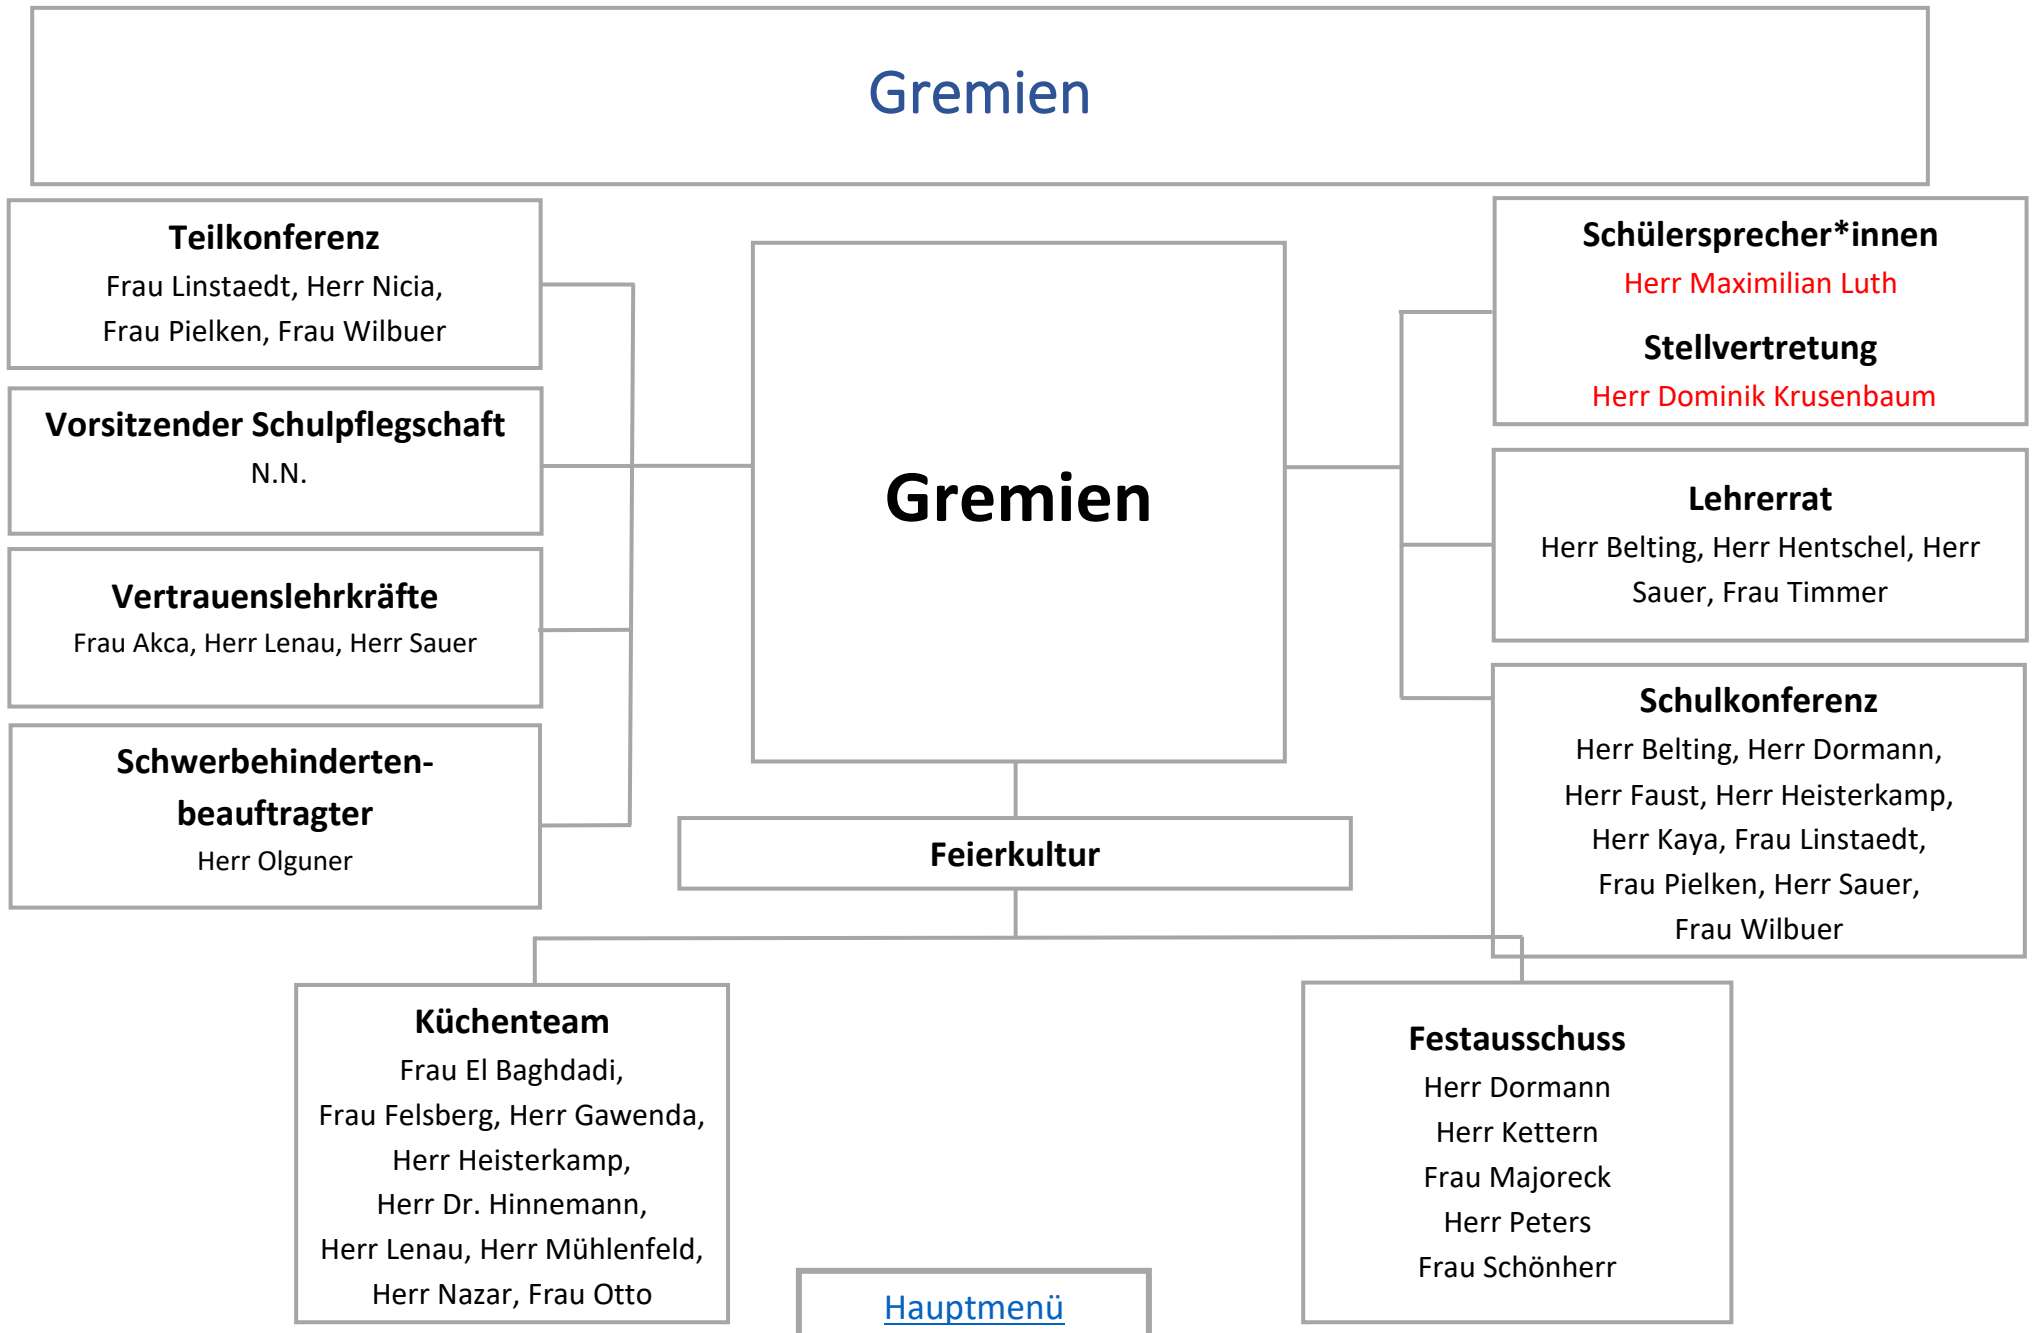 Gremien
Teilkonferenz
Frau Linstaedt, Herr Nicia,
Frau Pielken, Frau Wilbuer
Vorsitzender Schulpflegschaft
N.N.
Vertrauenslehrkräfte
Frau Akca, Herr Lenau, Herr Sauer
Schwerbehinderten-
beauftragter
Herr Olguner
Gremien
Schülersprecher*innen
Herr Maximilian Luth
Stellvertretung
Herr Dominik Krusenbaum
Lehrerrat
Herr Belting, Herr Hentschel, Herr
Sauer, Frau Timmer
Schulkonferenz
Herr Belting, Herr Dormann,
Herr Faust, Herr Heisterkamp,
Herr Kaya, Frau Linstaedt,
Frau Pielken, Herr Sauer,
Frau Wilbuer
Feierkultur
Küchenteam
Frau El Baghdadi,
Frau Felsberg, Herr Gawenda,
Herr Heisterkamp,
Herr Dr. Hinnemann,
Herr Lenau, Herr Mühlenfeld,
Herr Nazar, Frau Otto
Festausschuss
Herr Dormann
Herr Kettern
Frau Majoreck
Herr Peters
Frau Schönherr
Hauptmenü